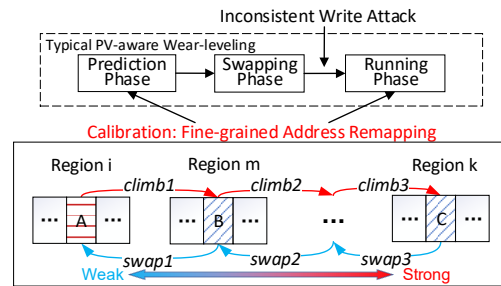 Inconsistent Write Attack
Typical PV-aware Wear-leveling
Prediction Phase
Swapping Phase
Running Phase
Calibration: Fine-grained Address Remapping
Region i
Region m
Region k
climb1
climb2
climb3
... A ...
... B ...
...
... C ...
swap1
swap2
swap3
Weak
Strong